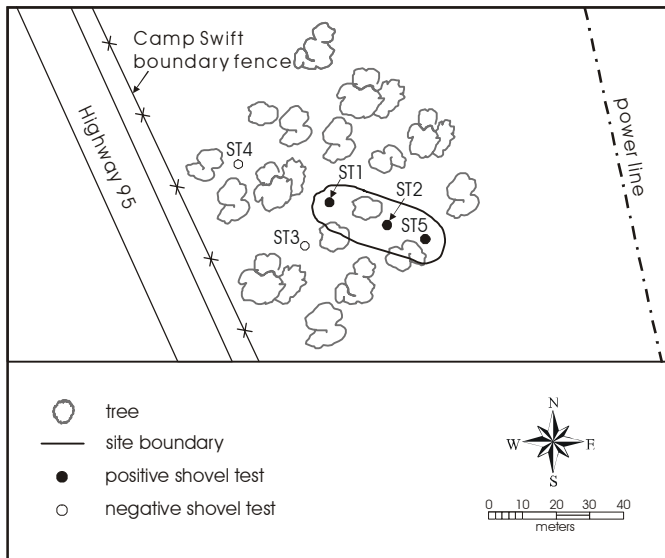 Camp Swift
boundary fence
Highway 95
power line
ST4
ST1
ST2
ST5
ST3
tree
site boundary
positive shovel test
negative shovel test
N
W E
S
0 10 20 30 40
meters